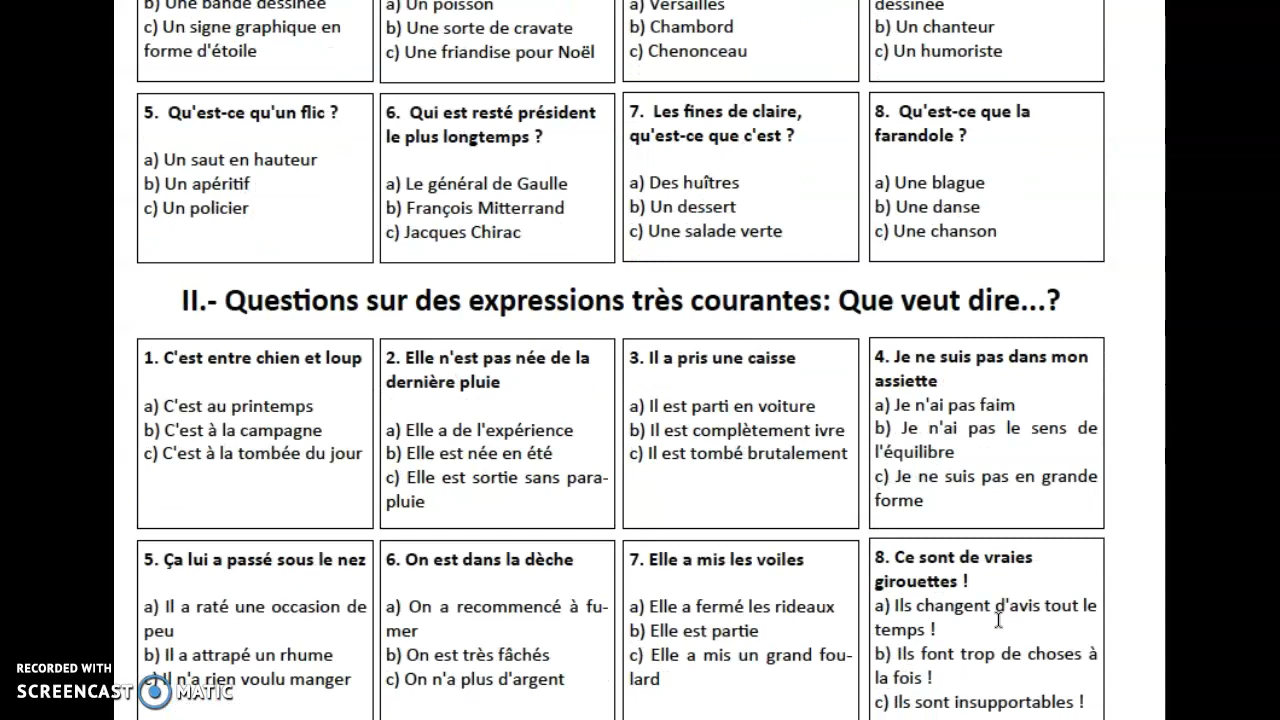 b) Une bande dessinée
c) Un signe graphique en
forme d'étoile
a) Un poisson
b) Une sorte de cravate
c) Une friandise pour Noël
a) Versailles
b) Chambord
c) Chenonceau
dessinée
b) Un chanteur
c) Un humoriste
5. Qu'est-ce qu'un flic ?
a) Un saut en hauteur
b) Un apéritif
c) Un policier
6. Qui est resté président
le plus longtemps ?
a) Le général de Gaulle
b) François Mitterrand
c) Jacques Chirac
7. Les fines de claire,
qu'est-ce que c'est ?
a) Des huîtres
b) Un dessert
c) Une salade verte
8. Qu'est-ce que la
farandole ?
a) Une blague
b) Une danse
c) Une chanson
II.- Questions sur des expressions très courantes: Que veut dire...?
1. C'est entre chien et loup
a) C'est au printemps
b) C'est à la campagne
c) C'est à la tombée du jour
2. Elle n'est pas née de la
dernière pluie
a) Elle a de l'expérience
b) Elle est née en été
c) Elle est sortie sans para-
pluie
3. Il a pris une caisse
a) Il est parti en voiture
b) Il est complètement ivre
c) Il est tombé brutalement
4. Je ne suis pas dans mon
assiette
a) Je n'ai pas faim
b) Je n'ai pas le sens de
l'équilibre
c) Je ne suis pas en grande
forme
5. Ça lui a passé sous le nez
a) Il a raté une occasion de
peu
b) Il a attrapé un rhume
c) Il n'a rien voulu manger
6. On est dans la dèche
a) On a recommencé à fu-
mer
b) On est très fâchés
c) On n'a plus d'argent
7. Elle a mis les voiles
a) Elle a fermé les rideaux
b) Elle est partie
c) Elle a mis un grand fou-
lard
8. Ce sont de vraies
girouettes !
a) Ils changent d'avis tout le
temps !
b) Ils font trop de choses à
la fois !
c) Ils sont insupportables !
RECORDED WITH
SCREENCAST MATIC